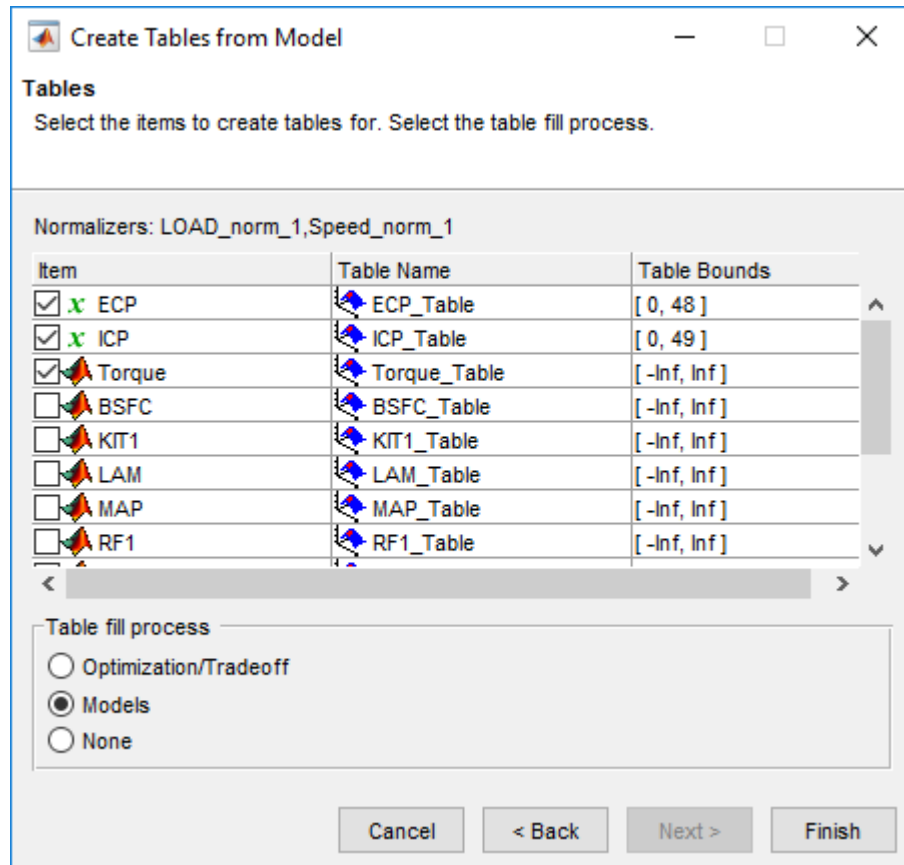 Create Tables from Model
Tables
Select the items to create tables for. Select the table fill process.
Normalizers: LOAD_norm_1,Speed_norm_1
Item Table Name Table Bounds
x ECP ECP_Table [ 0, 48 ]
x ICP ICP_Table [ 0, 49 ]
Torque Torque_Table [ -Inf, Inf ]
BSFC BSFC_Table [ -Inf, Inf ]
KIT1 KIT1_Table [ -Inf, Inf ]
LAM LAM_Table [ -Inf, Inf ]
MAP MAP_Table [ -Inf, Inf ]
RF1 RF1_Table [ -Inf, Inf ]
Table fill process
Optimization/Tradeoff
Models
None
Cancel < Back Next > Finish